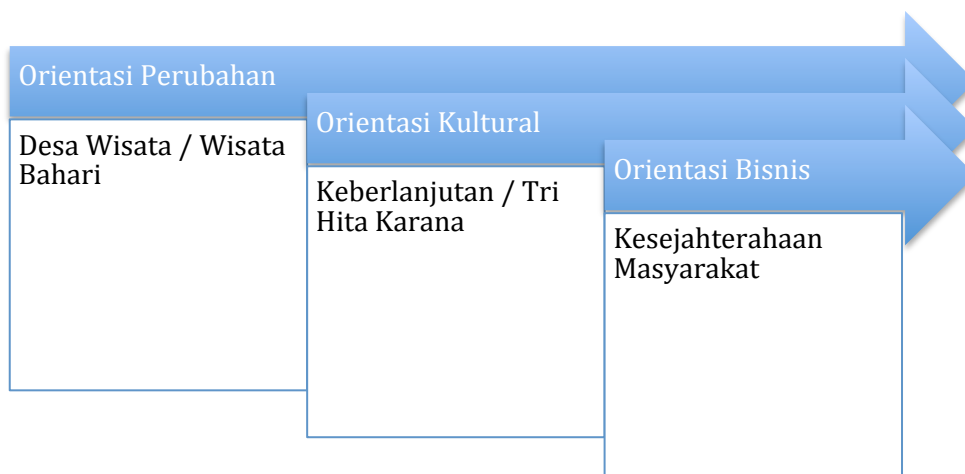 Orientasi Perubahan
Desa Wisata / Wisata
Bahari
Orientasi Kultural
Keberlanjutan / Tri
Hita Karana
Orientasi Bisnis
Kesejahterahaan
Masyarakat